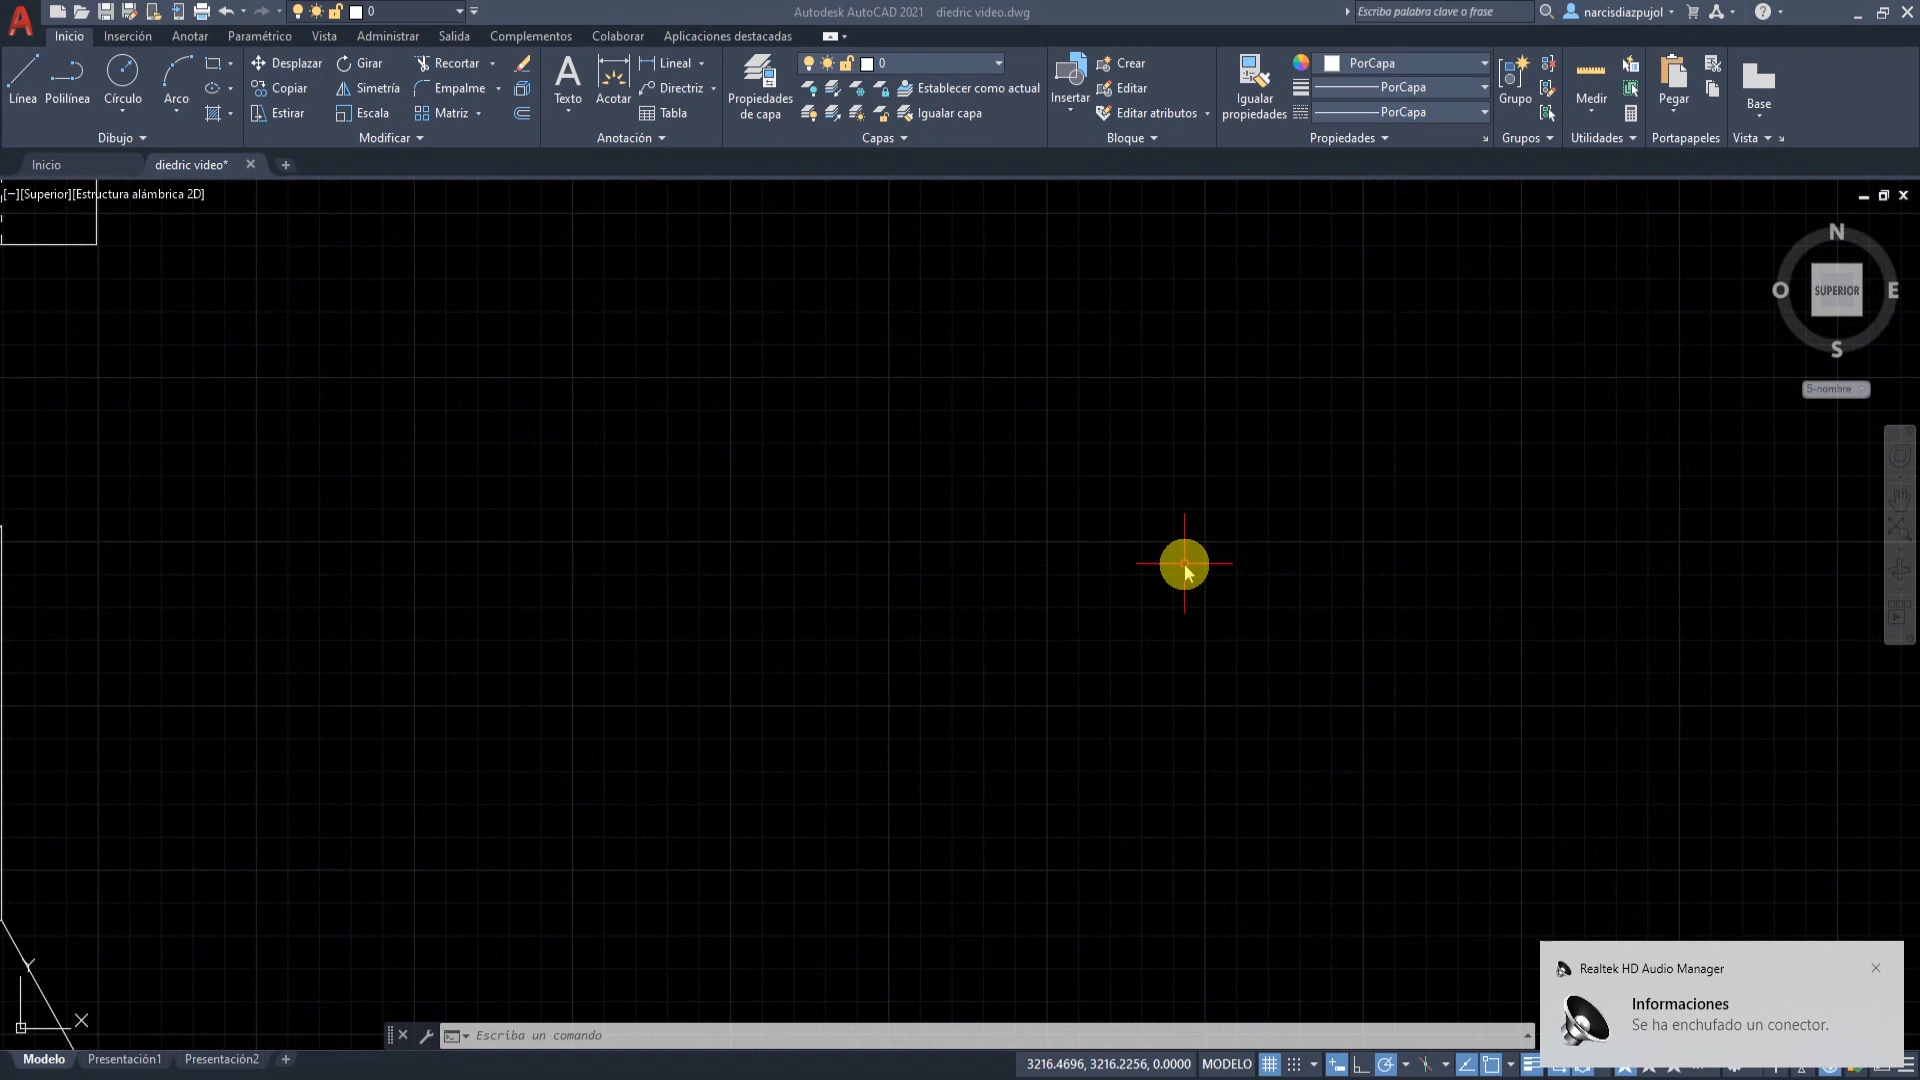 0
Autodesk AutoCAD 2021 diedric video.dwg
Escriba palabra clave o frase
narcisdiazpujol
Inicio Inserción Anotar Paramétrico Vista Administrar Salida Complementos Colaborar Aplicaciones destacadas
Línea Polilínea Círculo Arco
Desplazar Girar Recortar
Copiar Simetría Empalme
Estirar Escala Matriz
Texto Acotar
Lineal
Directriz
Tabla
Propiedades de capa
0
Establecer como actual
Igualar capa
Insertar
Crear
Editar
Editar atributos
Igualar propiedades
PorCapa
PorCapa
PorCapa
Grupo
Medir
Pegar
Base
Dibujo Modificar Anotación Capas Bloque Propiedades Grupos Utilidades Portapapeles Vista
Inicio diedric video*
[−][Superior][Estructura alámbrica 2D]
N
O SUPERIOR E
S
S-nombre
Realtek HD Audio Manager
Informaciones
Se ha enchufado un conector.
Y
X
Escriba un comando
Modelo Presentación1 Presentación2
3216.4696, 3216.2256, 0.0000 MODELO